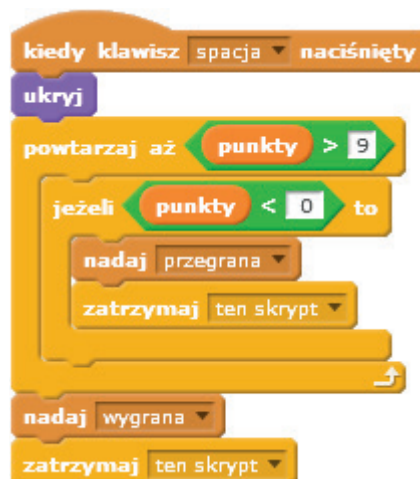 kiedy klawisz spacja naciśnięty
ukryj
powtarzaj aż punkty > 9
jeżeli punkty < 0 to
nadaj przegrana
zatrzymaj ten skrypt
nadaj wygrana
zatrzymaj ten skrypt